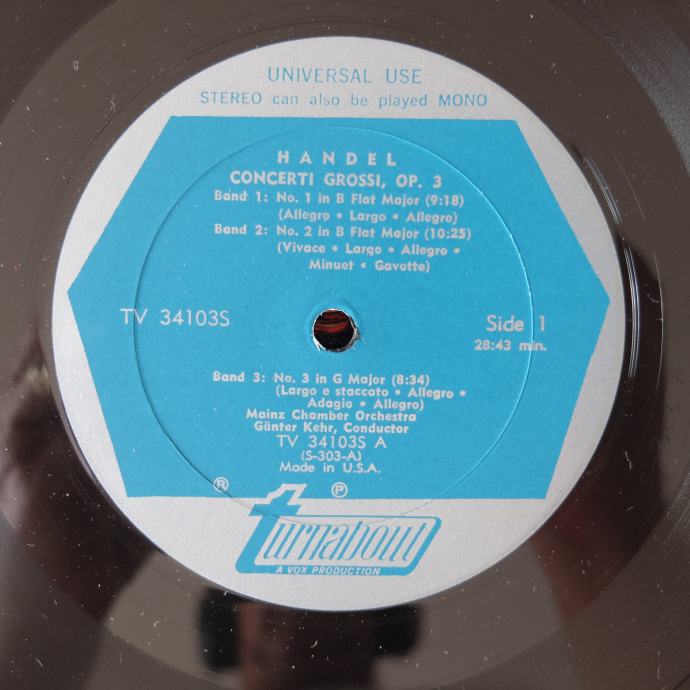 UNIVERSAL USE
STEREO can also be played MONO
HANDEL
CONCERTI GROSSI, OP. 3
Band 1: No. 1 in B Flat Major (9:18)
(Allegro • Largo • Allegro)
Band 2: No. 2 in B Flat Major (10:25)
(Vivace • Largo • Allegro •
Minuet • Gavotte)
TV 34103S
Side 1
28:43 min.
Band 3: No. 3 in G Major (8:34)
(Largo e staccato • Allegro •
Adagio • Allegro)
Mainz Chamber Orchestra
Günter Kehr, Conductor
TV 34103S A
(S-303-A)
Made in U.S.A.
® ℗
turnabout
A VOX PRODUCTION